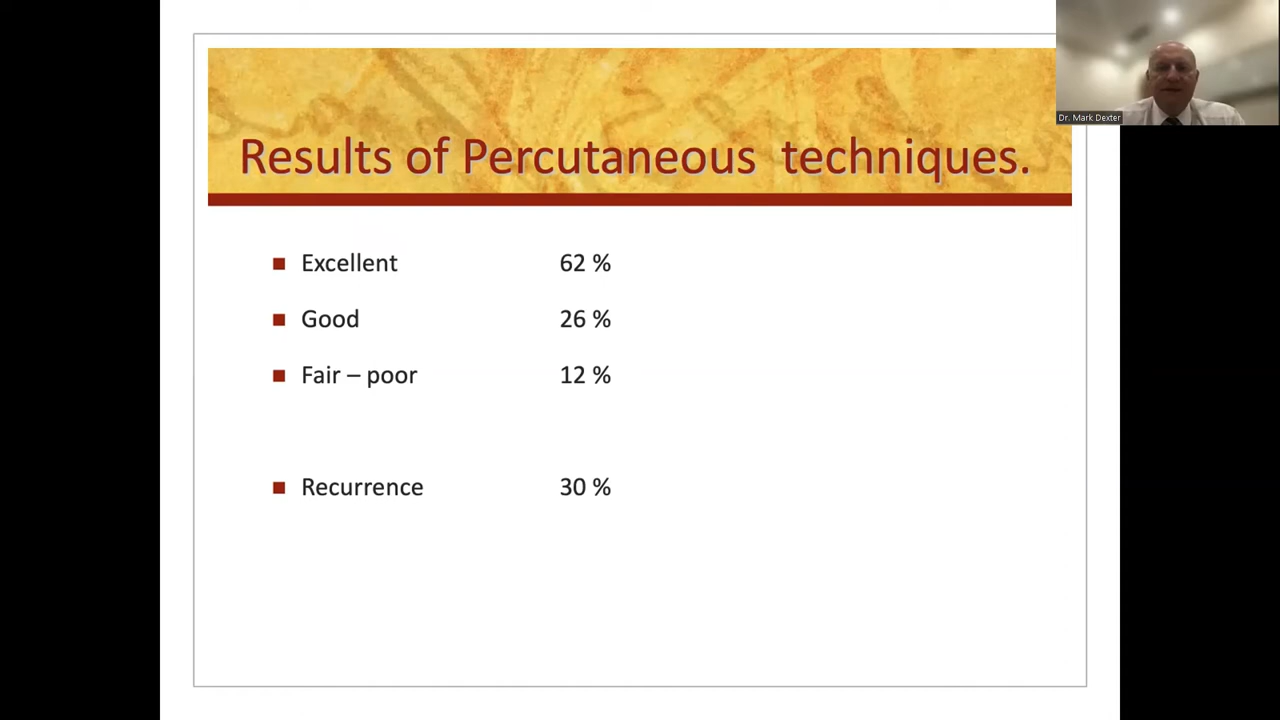 Dr. Mark Dexter
Results of Percutaneous techniques.
Excellent 62 %
Good 26 %
Fair – poor 12 %
Recurrence 30 %